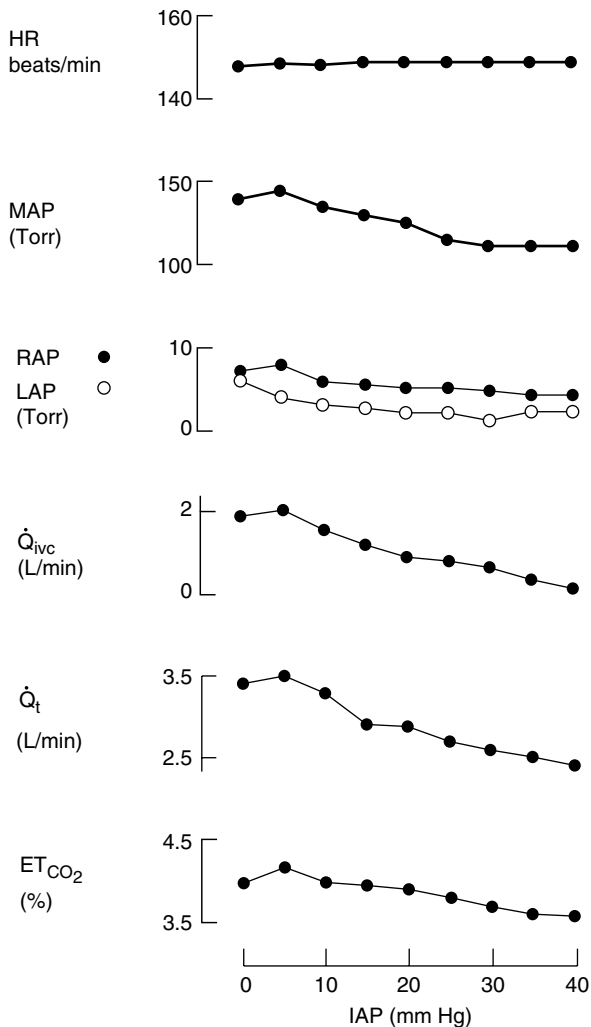 HR
beats/min
160
140
MAP
(Torr)
150
100
RAP ●
LAP ○
(Torr)
10
0
Q̇ivc
(L/min)
2
0
Q̇t
(L/min)
3.5
2.5
ETCO2
(%)
4.5
3.5
0 10 20 30 40
IAP (mm Hg)